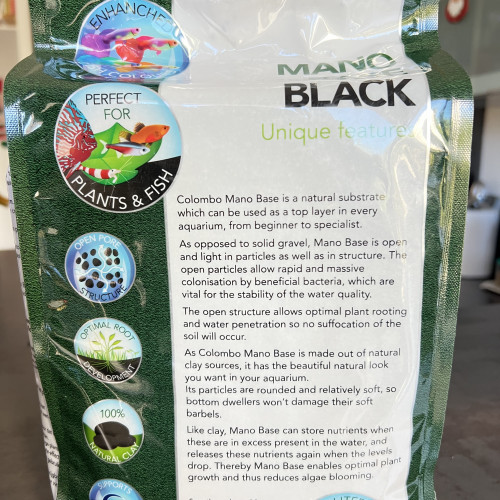 ENHANCED
COLOR
MANO
BLACK
PERFECT
FOR
PLANTS & FISH
Unique features
Colombo Mano Base is a natural substrate
which can be used as a top layer in every
aquarium, from beginner to specialist.
As opposed to solid gravel, Mano Base is open
and light in particles as well as in structure. The
open particles allow rapid and massive
colonisation by beneficial bacteria, which are
vital for the stability of the water quality.
The open structure allows optimal plant rooting
and water penetration so no suffocation of the
soil will occur.
As Colombo Mano Base is made out of natural
clay sources, it has the beautiful natural look
you want in your aquarium.
Its particles are rounded and relatively soft, so
bottom dwellers won't damage their soft
barbels.
Like clay, Mano Base can store nutrients when
these are in excess present in the water, and
releases these nutrients again when the levels
drop. Thereby Mano Base enables optimal plant
growth and thus reduces algae blooming.
OPEN PORE
STRUCTURE
OPTIMAL ROOT
DEVELOPMENT
100%
NATURAL CLAY
SUPPORTS